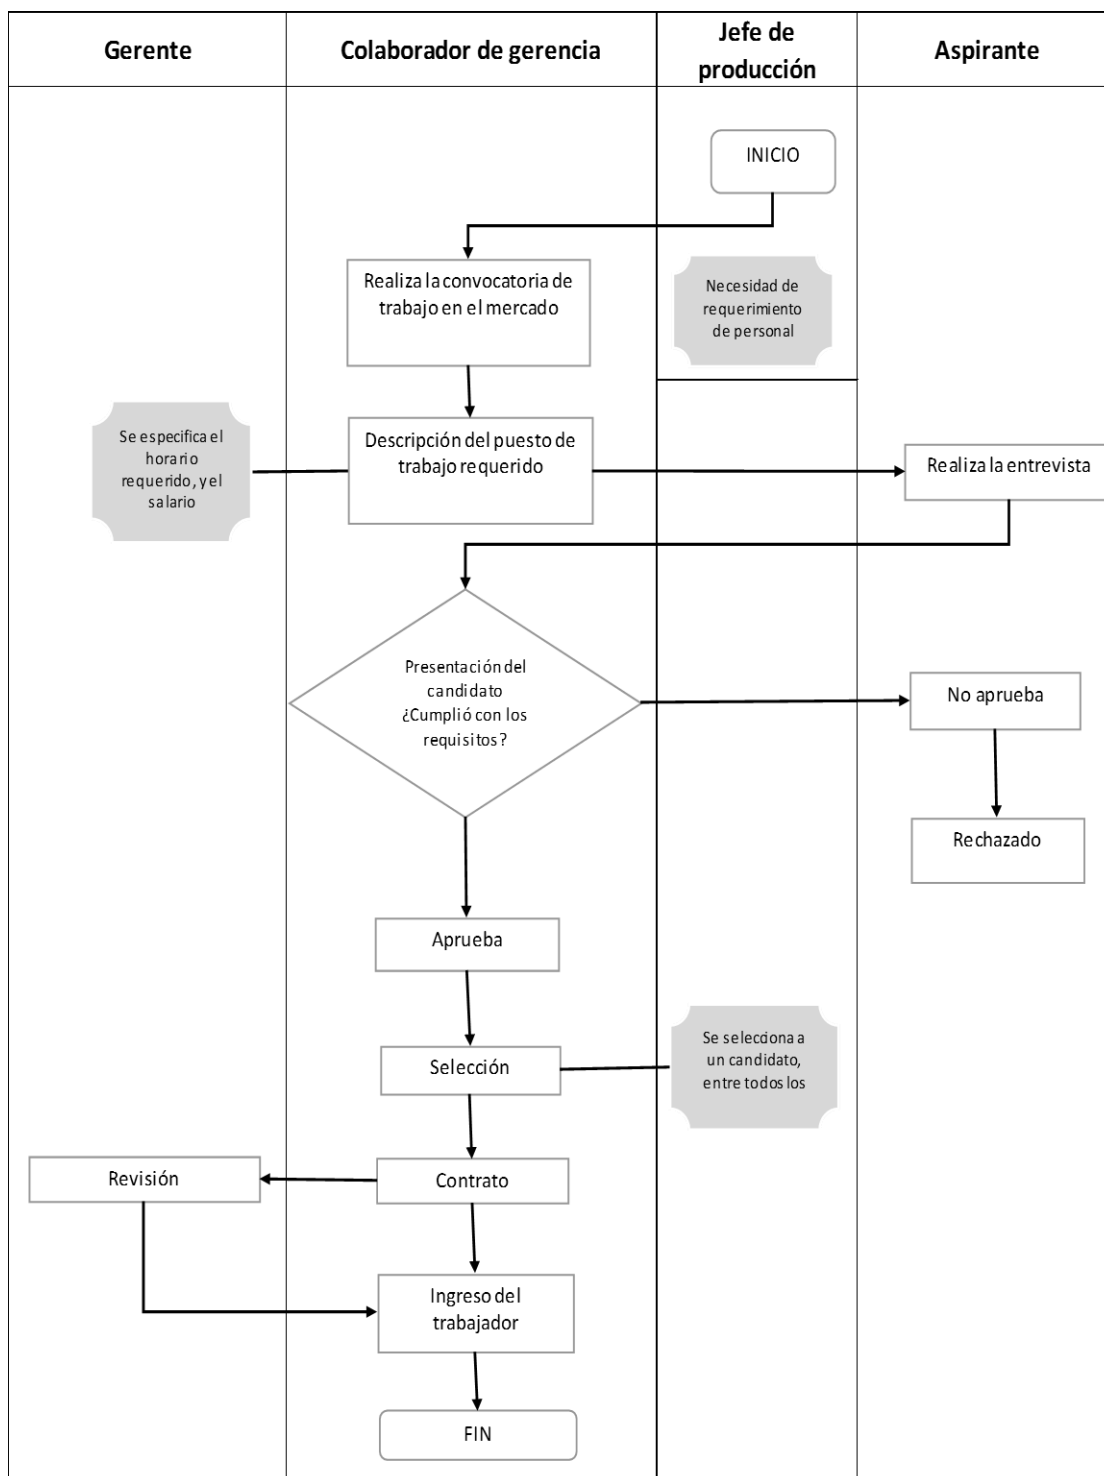 Gerente
Colaborador de gerencia
Jefe de
producción
Aspirante
INICIO
Realiza la convocatoria de
trabajo en el mercado
Necesidad de
requerimiento
de personal
Se especifica el
horario
requerido, y el
salario
Descripción del puesto de
trabajo requerido
Realiza la entrevista
Presentación del
candidato
¿Cumplió con los
requisitos?
No aprueba
Rechazado
Aprueba
Selección
Se selecciona a
un candidato,
entre todos los
Revisión
Contrato
Ingreso del
trabajador
FIN